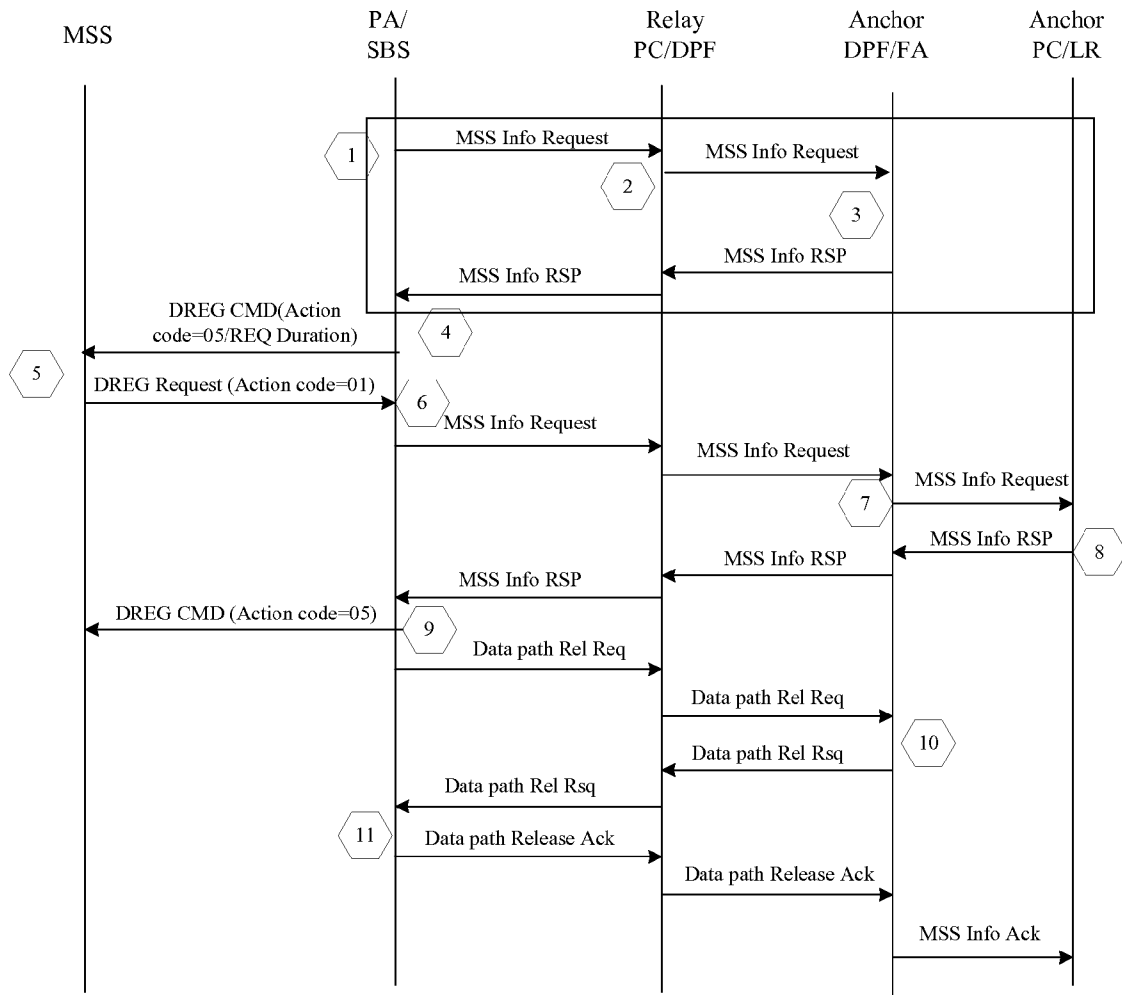 MSS
PA/
SBS
Relay
PC/DPF
Anchor
DPF/FA
Anchor
PC/LR
1
MSS Info Request
2
MSS Info Request
3
MSS Info RSP
MSS Info RSP
DREG CMD(Action
code=05/REQ Duration)
4
5
DREG Request (Action code=01)
6
MSS Info Request
MSS Info Request
7
MSS Info Request
MSS Info RSP
8
MSS Info RSP
MSS Info RSP
DREG CMD (Action code=05)
9
Data path Rel Req
Data path Rel Req
10
Data path Rel Rsq
Data path Rel Rsq
11
Data path Release Ack
Data path Release Ack
MSS Info Ack